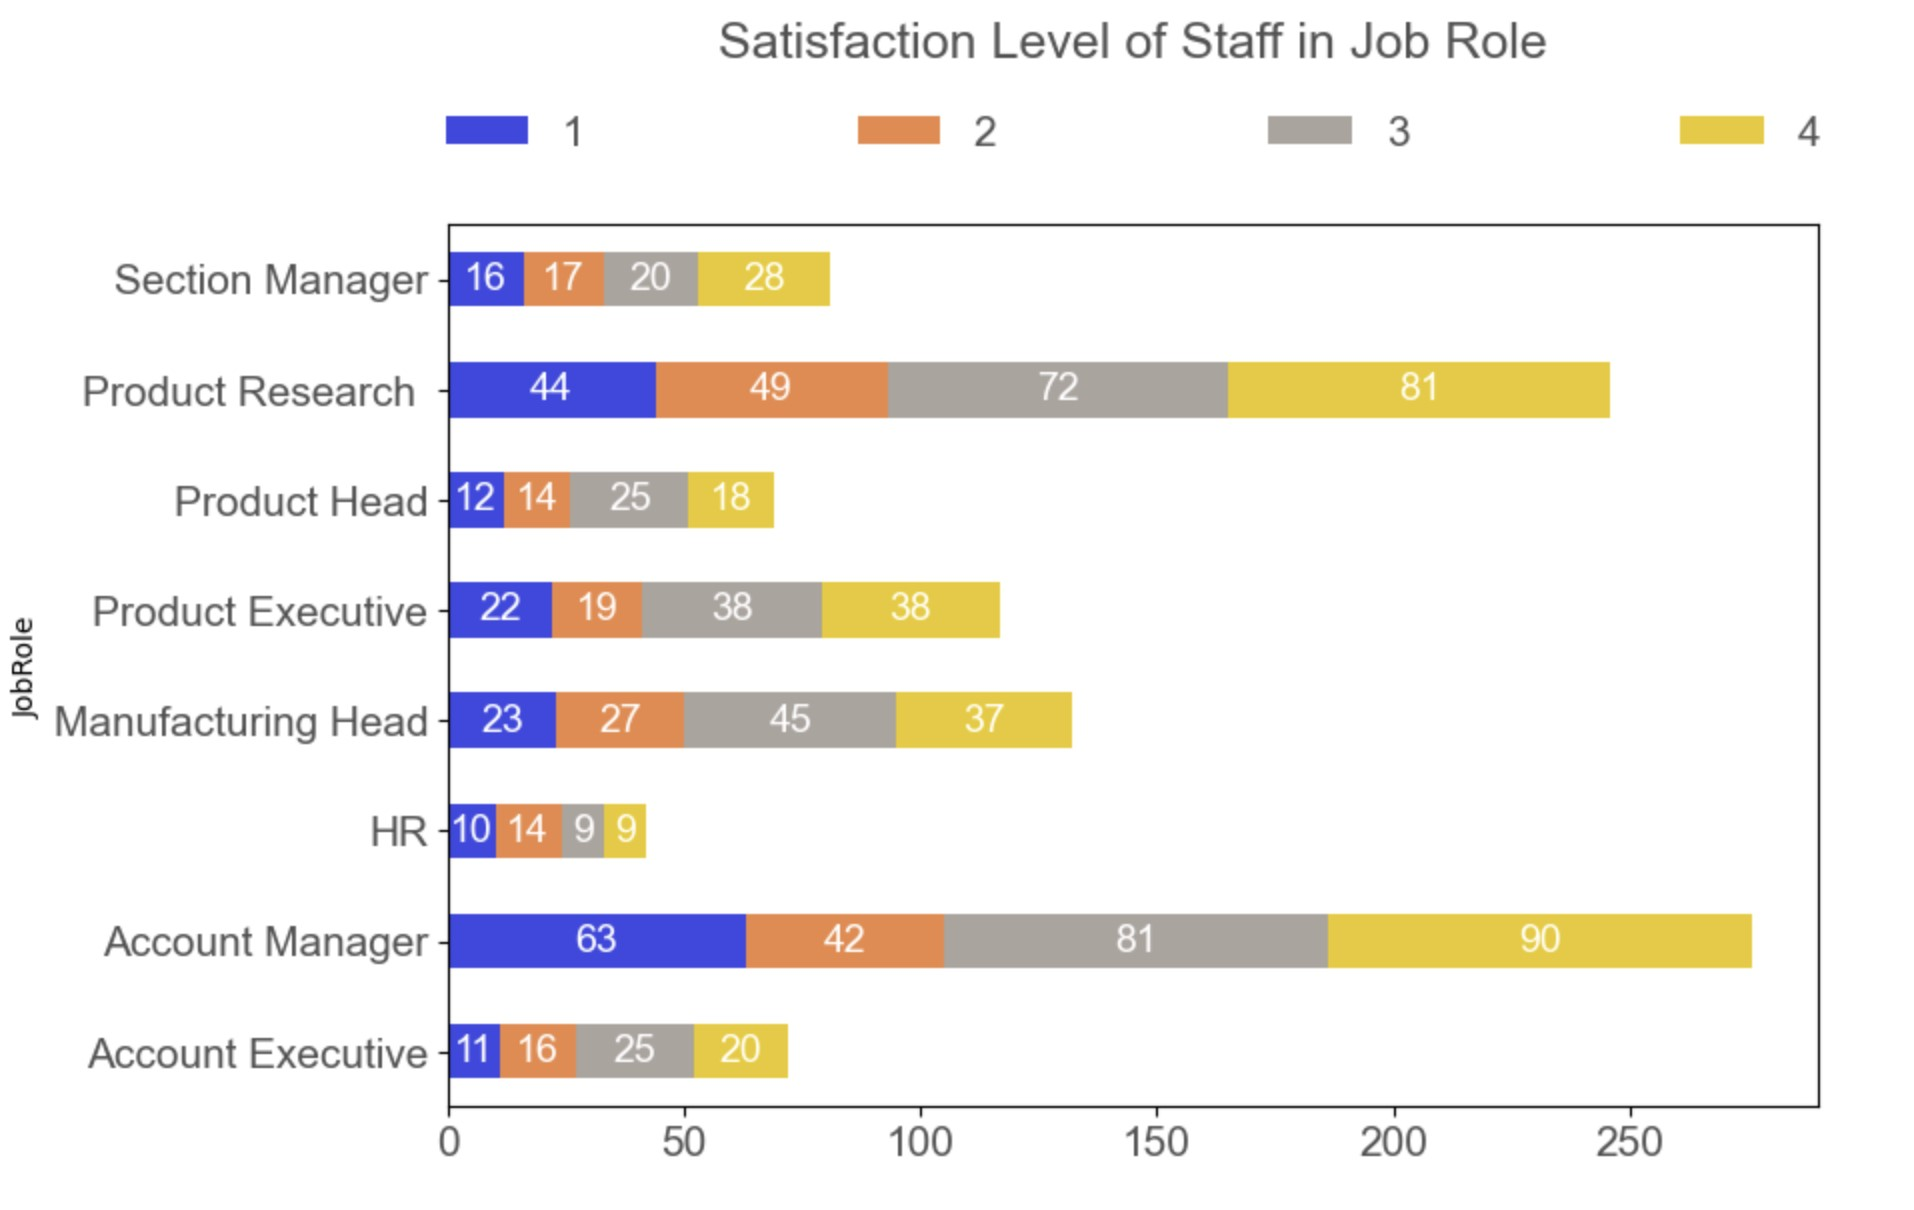 Satisfaction Level of Staff in Job Role
1 2 3 4
Section Manager 16 17 20 28
Product Research 44 49 72 81
Product Head 12 14 25 18
Product Executive 22 19 38 38
JobRole
Manufacturing Head 23 27 45 37
HR 10 14 9 9
Account Manager 63 42 81 90
Account Executive 11 16 25 20
0 50 100 150 200 250